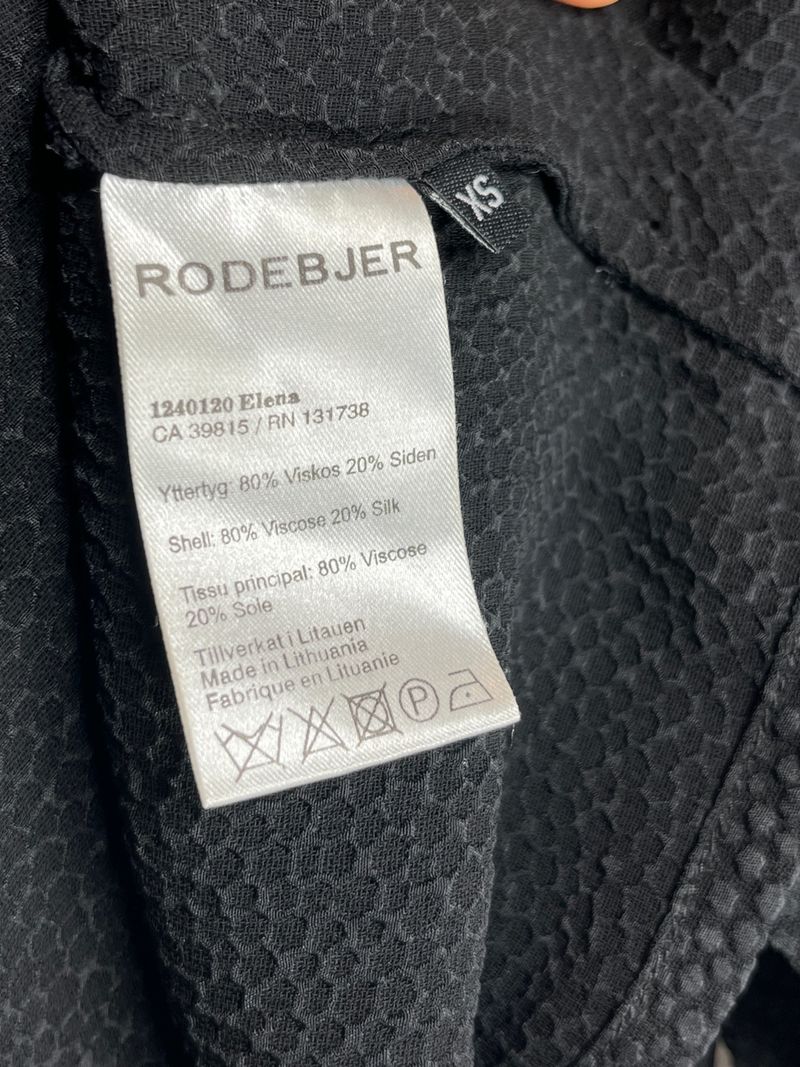 XS
RODEBJER
1240120 Elena
CA 39815 / RN 131738
Yttertyg: 80% Viskos 20% Siden
Shell: 80% Viscose 20% Silk
Tissu principal: 80% Viscose
20% Sole
Tillverkat i Litauen
Made in Lithuania
Fabrique en Lituanie
P